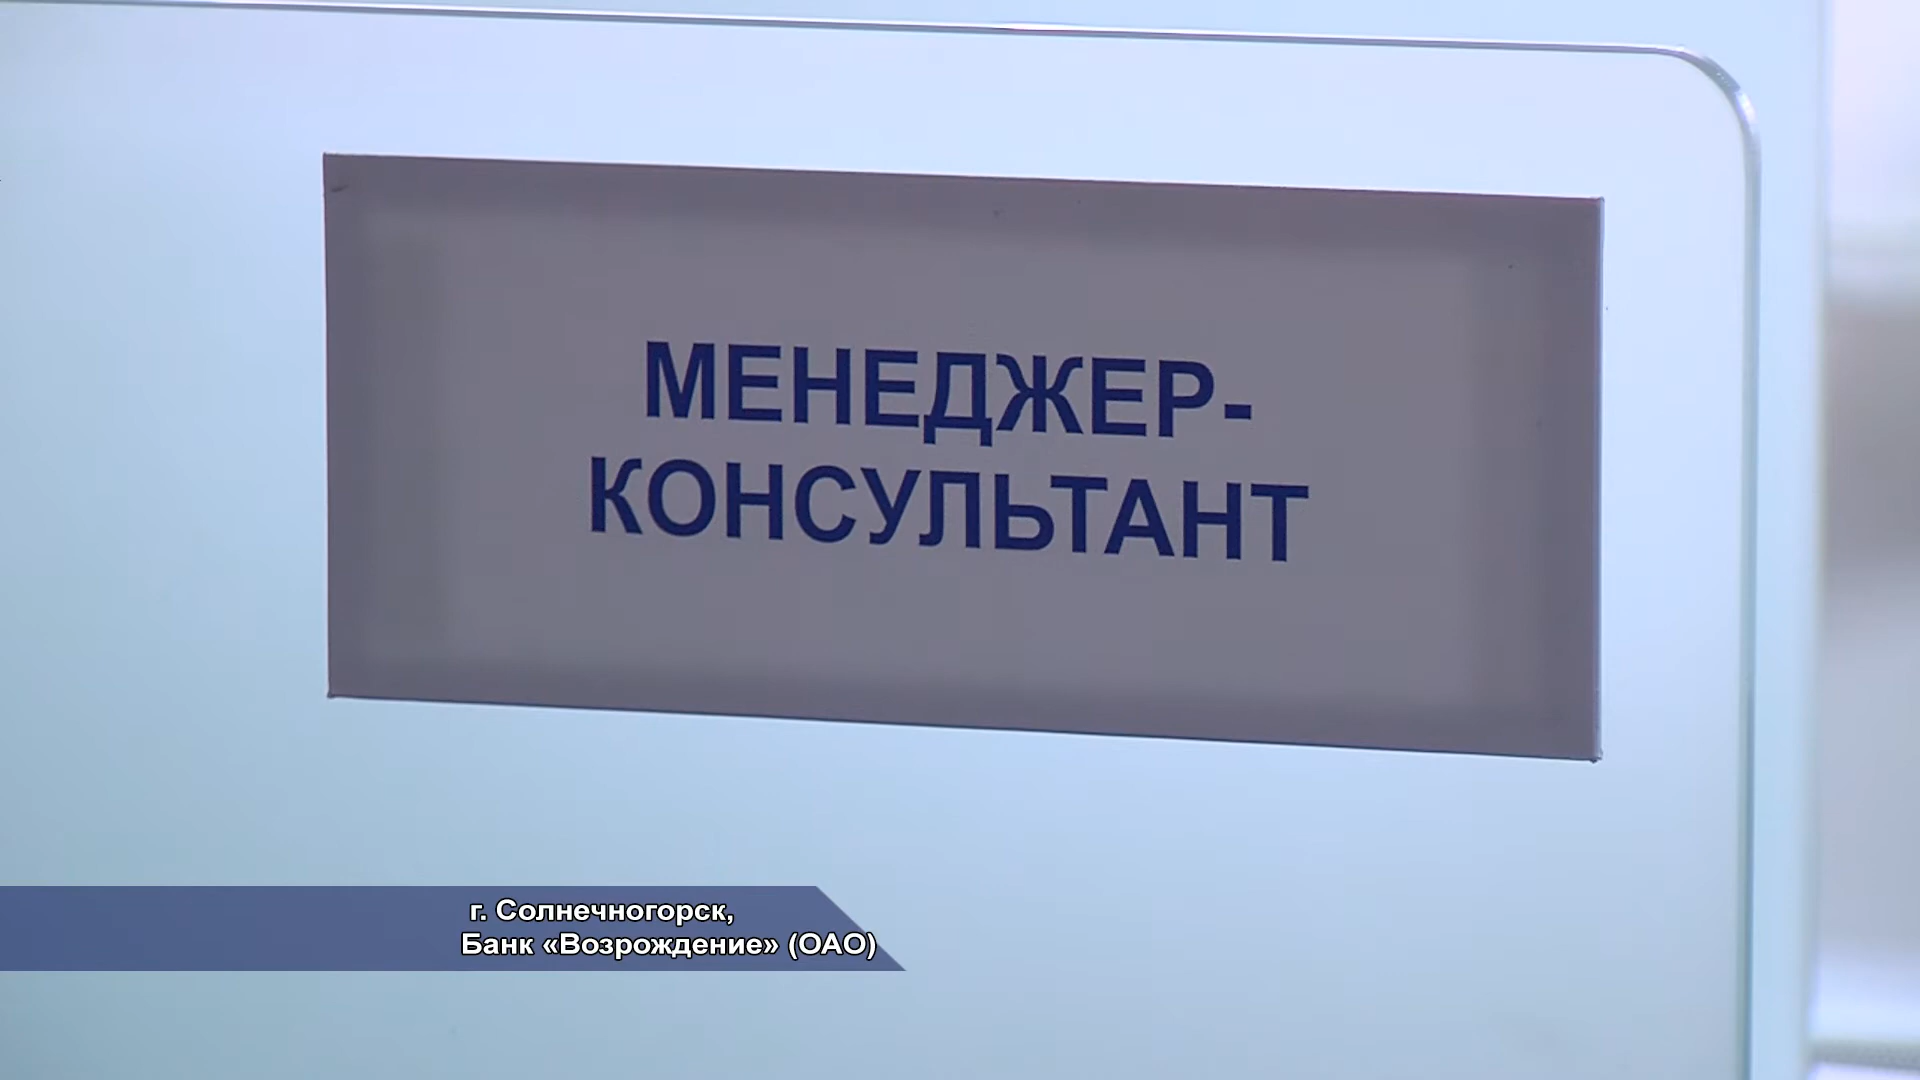 МЕНЕДЖЕР-
КОНСУЛЬТАНТ
г. Солнечногорск,
Банк «Возрождение» (ОАО)